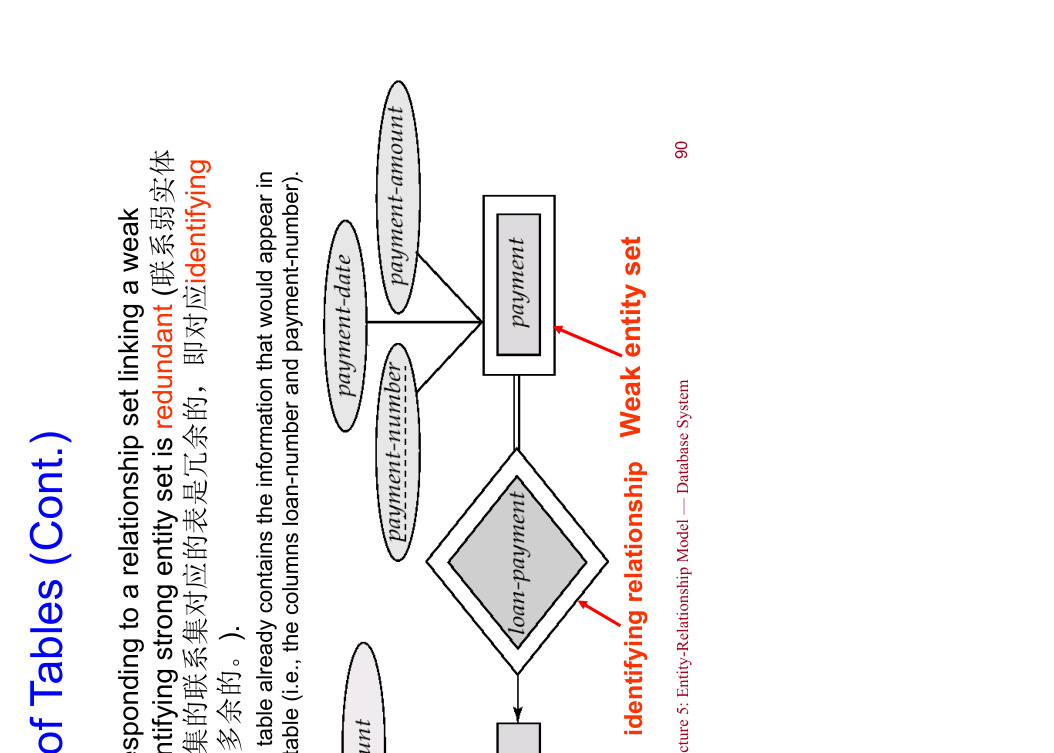 of Tables (Cont.)
esponding to a relationship set linking a weak
ntifying strong entity set is redundant (联系弱实体
集的联系集对应的表是冗余的，即对应identifying
多余的。).
table already contains the information that would appear in
table (i.e., the columns loan-number and payment-number).
payment-date
payment-number
payment-amount
unt
loan-payment
payment
identifying relationship
Weak entity set
cture 5: Entity-Relationship Model — Database System
90